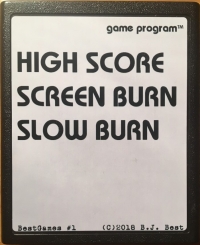 game program™
HIGH SCORE
SCREEN BURN
SLOW BURN
BestGames #1 (C)2018 B.J. Best